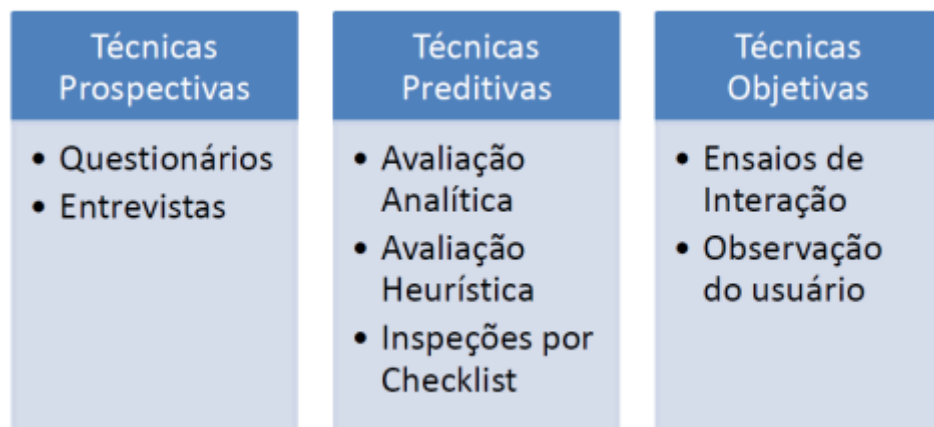 Técnicas
Prospectivas
• Questionários
• Entrevistas
Técnicas
Preditivas
• Avaliação
Analítica
• Avaliação
Heurística
• Inspeções por
Checklist
Técnicas
Objetivas
• Ensaios de
Interação
• Observação
do usuário